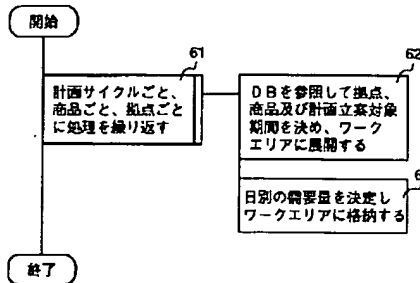 開始
61
計画サイクルごと、
商品ごと、拠点ごと
に処理を繰り返す
62
DBを参照して拠点、
商品及び計画立案対象
期間を決め、ワーク
エリアに展開する
6
日別の需要量を決定し
ワークエリアに格納する
終了